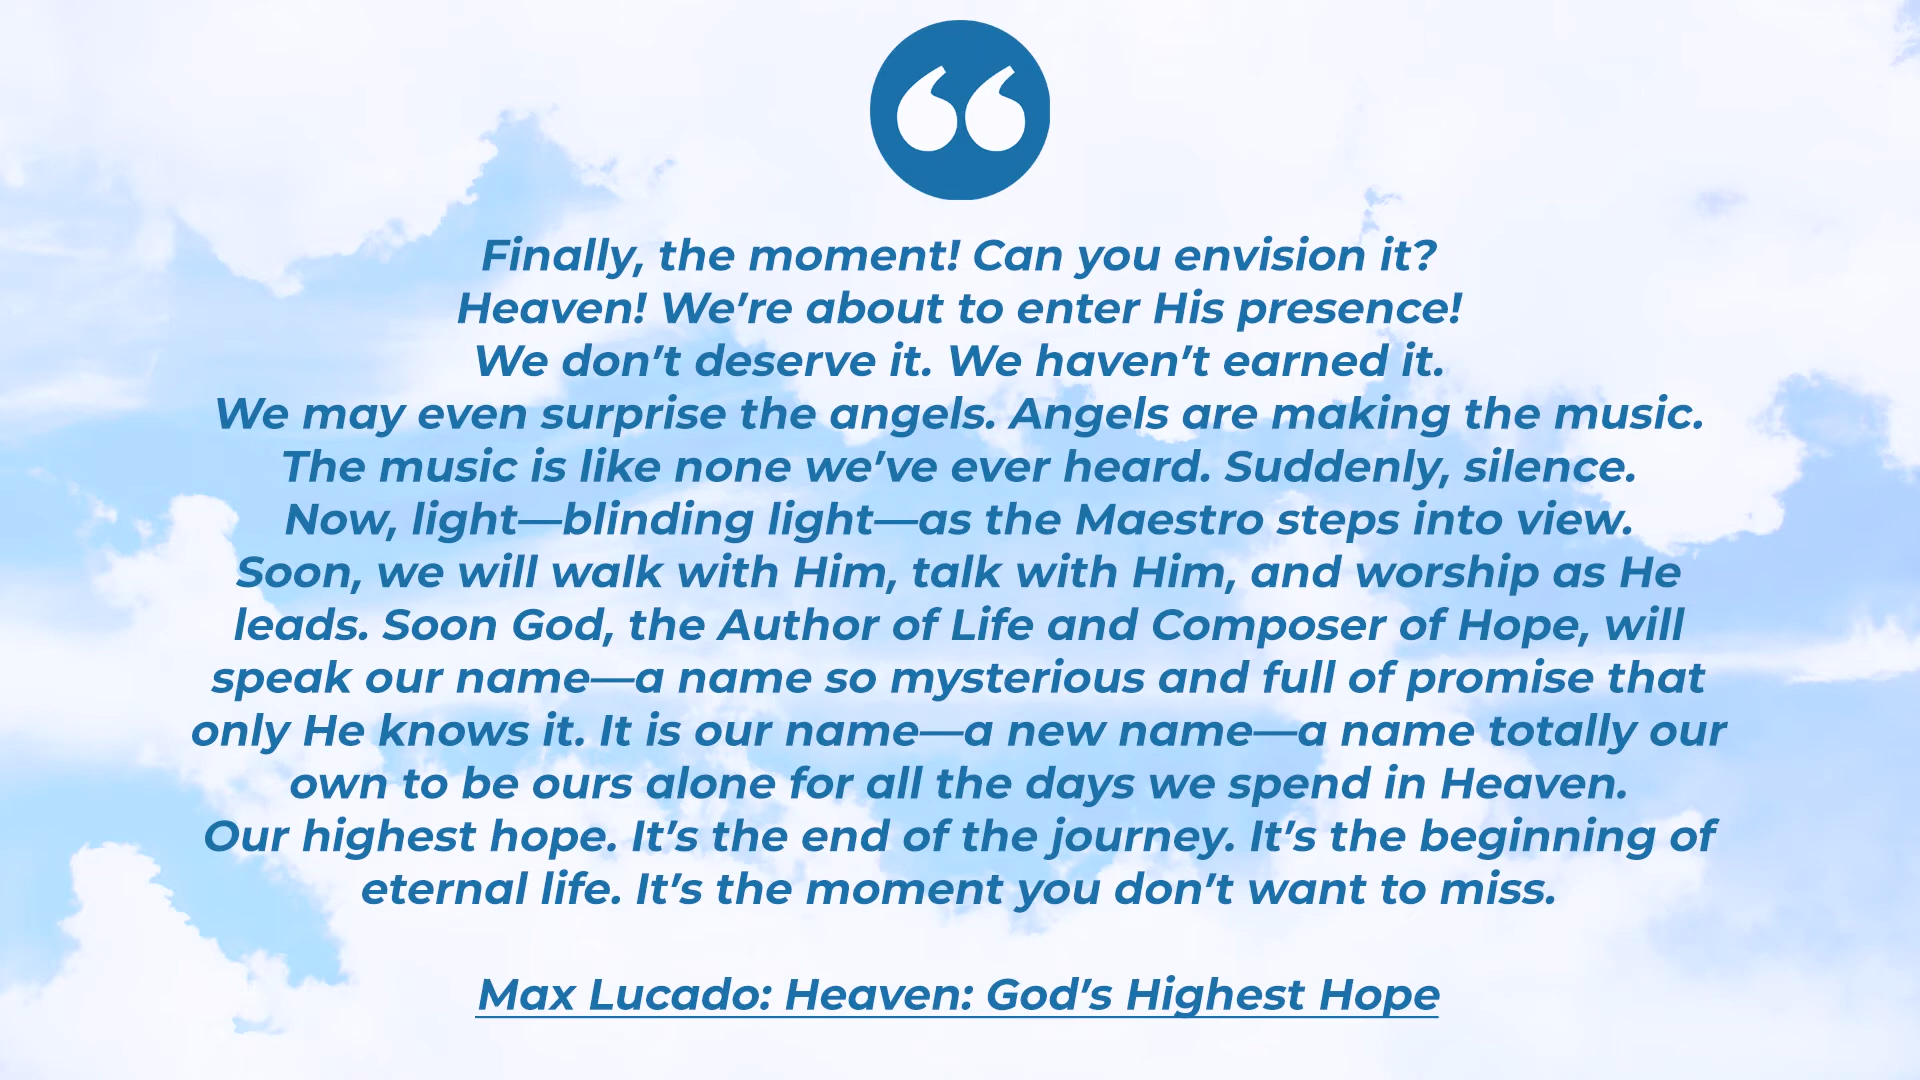 “
Finally, the moment! Can you envision it?
Heaven! We’re about to enter His presence!
We don’t deserve it. We haven’t earned it.
We may even surprise the angels. Angels are making the music.
The music is like none we’ve ever heard. Suddenly, silence.
Now, light—blinding light—as the Maestro steps into view.
Soon, we will walk with Him, talk with Him, and worship as He
leads. Soon God, the Author of Life and Composer of Hope, will
speak our name—a name so mysterious and full of promise that
only He knows it. It is our name—a new name—a name totally our
own to be ours alone for all the days we spend in Heaven.
Our highest hope. It’s the end of the journey. It’s the beginning of
eternal life. It’s the moment you don’t want to miss.
Max Lucado: Heaven: God’s Highest Hope